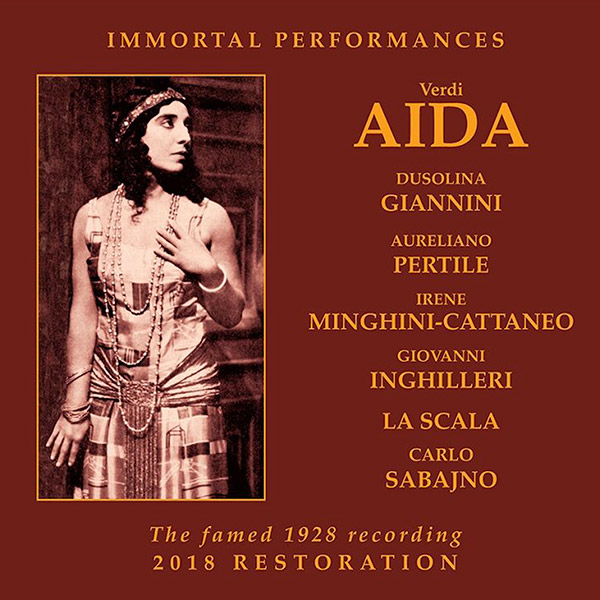 IMMORTAL PERFORMANCES
Verdi
AIDA
DUSOLINA
GIANNINI
AURELIANO
PERTILE
IRENE
MINGHINI-CATTANEO
GIOVANNI
INGHILLERI
LA SCALA
CARLO
SABAJNO
The famed 1928 recording
2018 RESTORATION